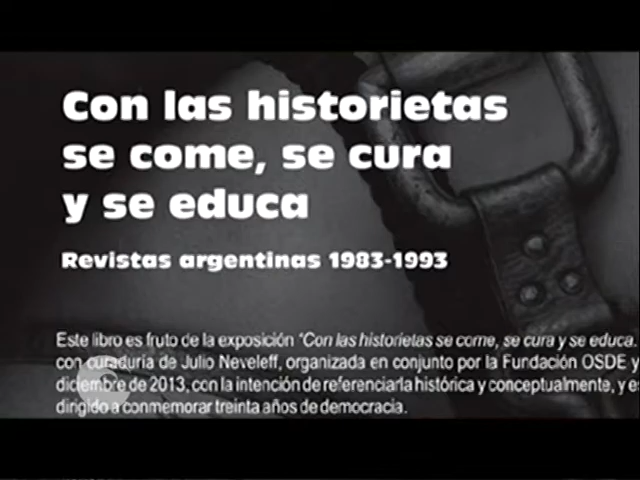 Con las historietas
se come, se cura
y se educa
Revistas argentinas 1983-1993
Este libro es fruto de la exposición "Con las historietas se come, se cura y se educa.
con curaduría de Julio Neveleff, organizada en conjunto por la Fundación OSDE y
diciembre de 2013, con la intención de referenciarla histórica y conceptualmente, y e
dirigido a conmemorar treinta años de democracia.